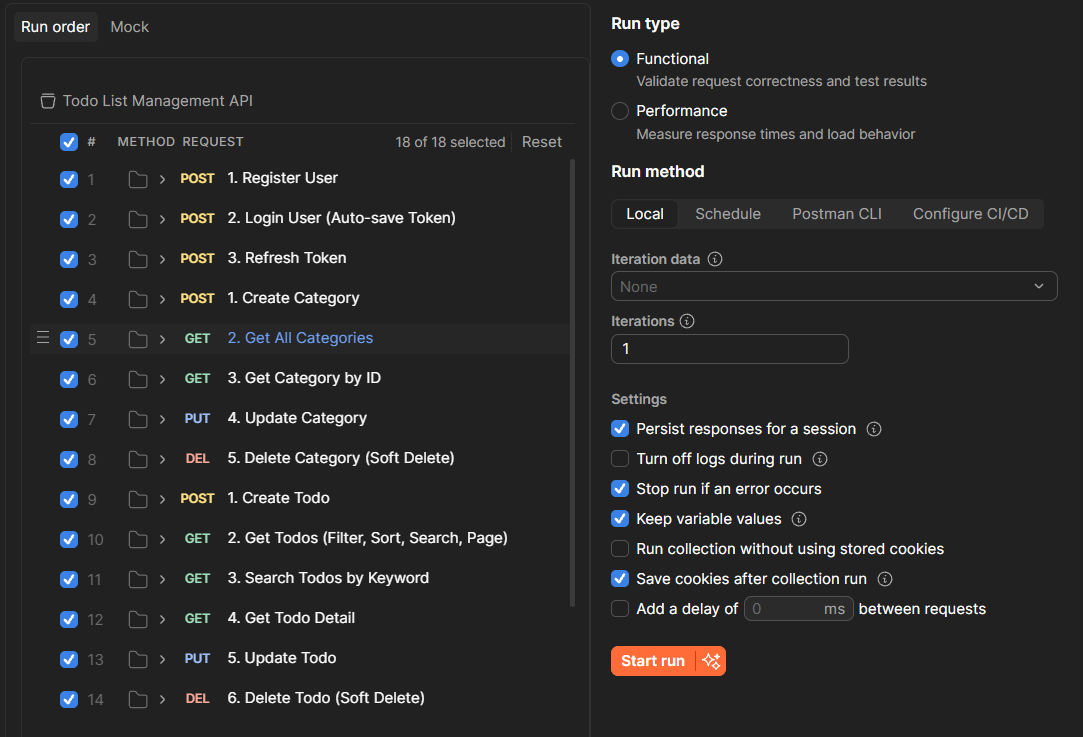 Run order Mock
Todo List Management API
# METHOD REQUEST 18 of 18 selected Reset
1 POST 1. Register User
2 POST 2. Login User (Auto-save Token)
3 POST 3. Refresh Token
4 POST 1. Create Category
5 GET 2. Get All Categories
6 GET 3. Get Category by ID
7 PUT 4. Update Category
8 DEL 5. Delete Category (Soft Delete)
9 POST 1. Create Todo
10 GET 2. Get Todos (Filter, Sort, Search, Page)
11 GET 3. Search Todos by Keyword
12 GET 4. Get Todo Detail
13 PUT 5. Update Todo
14 DEL 6. Delete Todo (Soft Delete)
Run type
Functional
Validate request correctness and test results
Performance
Measure response times and load behavior
Run method
Local Schedule Postman CLI Configure CI/CD
Iteration data
None
Iterations
1
Settings
Persist responses for a session
Turn off logs during run
Stop run if an error occurs
Keep variable values
Run collection without using stored cookies
Save cookies after collection run
Add a delay of 0 ms between requests
Start run